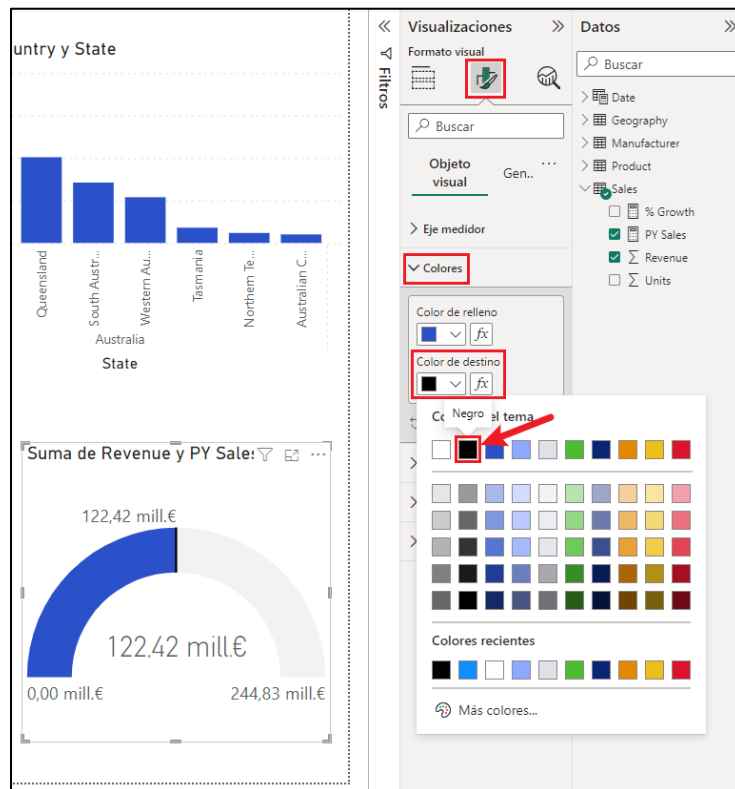 untry y State
Queensland
South Austr...
Western Au...
Tasmania
Northern Te...
Australian C...
Australia
State
Suma de Revenue y PY Sales
122,42 mill.€
122,42 mill.€
0,00 mill.€
244,83 mill.€
Filtros
Visualizaciones
Formato visual
Buscar
Objeto
visual
Gen..
...
Eje medidor
Colores
Color de relleno
fx
Color de destino
fx
Negro
Co
el tema
Colores recientes
Más colores...
Datos
Buscar
Date
Geography
Manufacturer
Product
Sales
% Growth
PY Sales
∑ Revenue
∑ Units